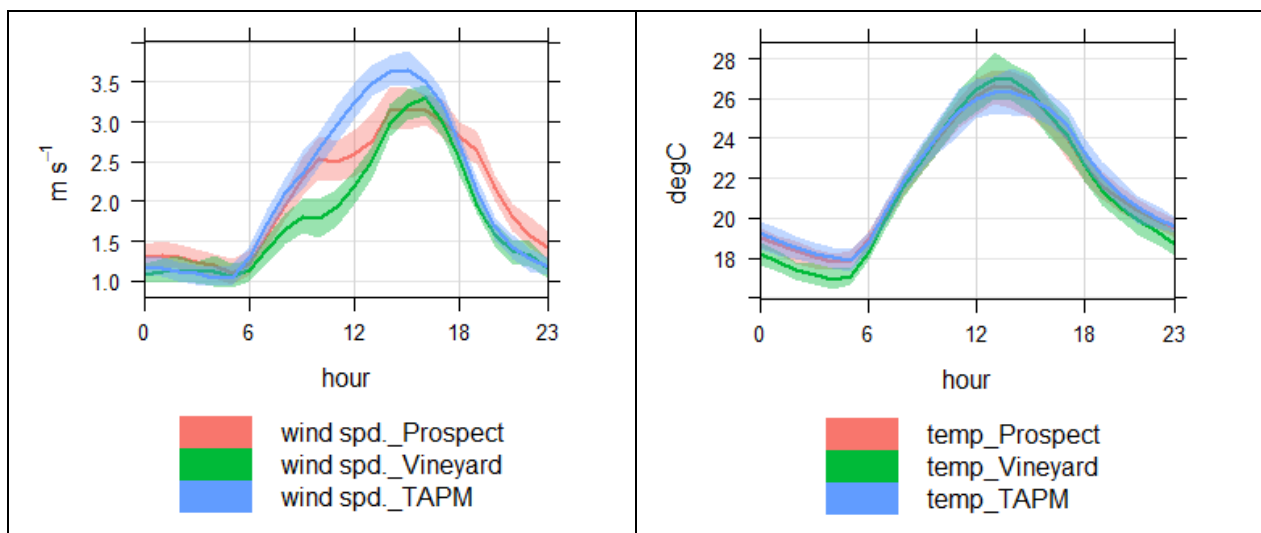 3.5
3.0
2.5
2.0
1.5
1.0
m s⁻¹
0 6 12 18 23
hour
wind spd._Prospect
wind spd._Vineyard
wind spd._TAPM
28
26
24
22
20
18
degC
0 6 12 18 23
hour
temp_Prospect
temp_Vineyard
temp_TAPM